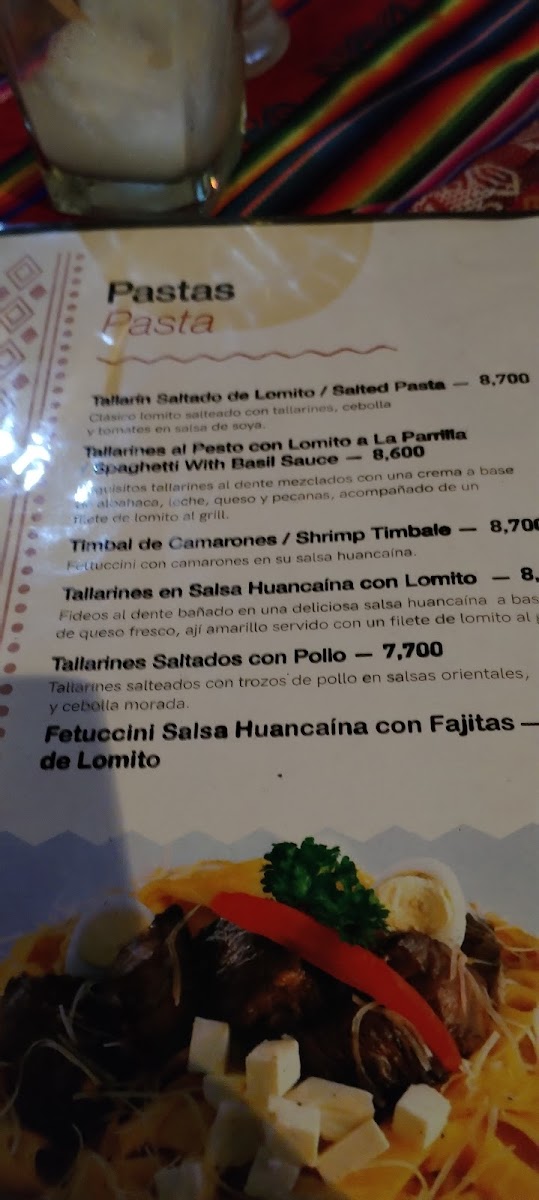 Pastas
Pasta
Tallarín Saltado de Lomito / Salted Pasta — 8,700
Clásico lomito salteado con tallarines, cebolla
y tomates en salsa de soya.
Tallarines al Pesto con Lomito a La Parrilla
/ Spaghetti With Basil Sauce — 8,600
tallarines al dente mezclados con una crema a base
albahaca, leche, queso y pecanas, acompañado de un
filete de lomito al grill.
Timbal de Camarones / Shrimp Timbale — 8,700
Fettuccini con camarones en su salsa huancaína.
Tallarines en Salsa Huancaína con Lomito — 8,
Fideos al dente bañado en una deliciosa salsa huancaína a bas
de queso fresco, ají amarillo servido con un filete de lomito al
Tallarines Saltados con Pollo — 7,700
Tallarines salteados con trozos de pollo en salsas orientales,
y cebolla morada.
Fetuccini Salsa Huancaína con Fajitas —
de Lomito